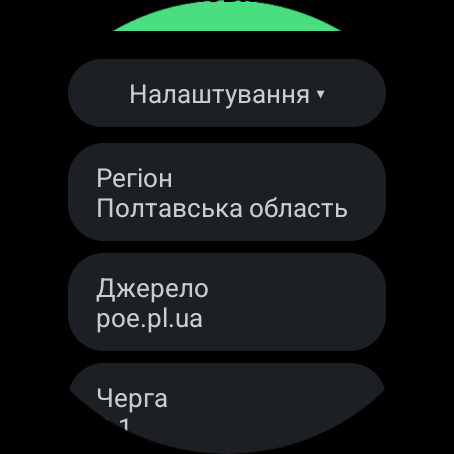 Налаштування ▾
Регіон
Полтавська область
Джерело
poe.pl.ua
Черга